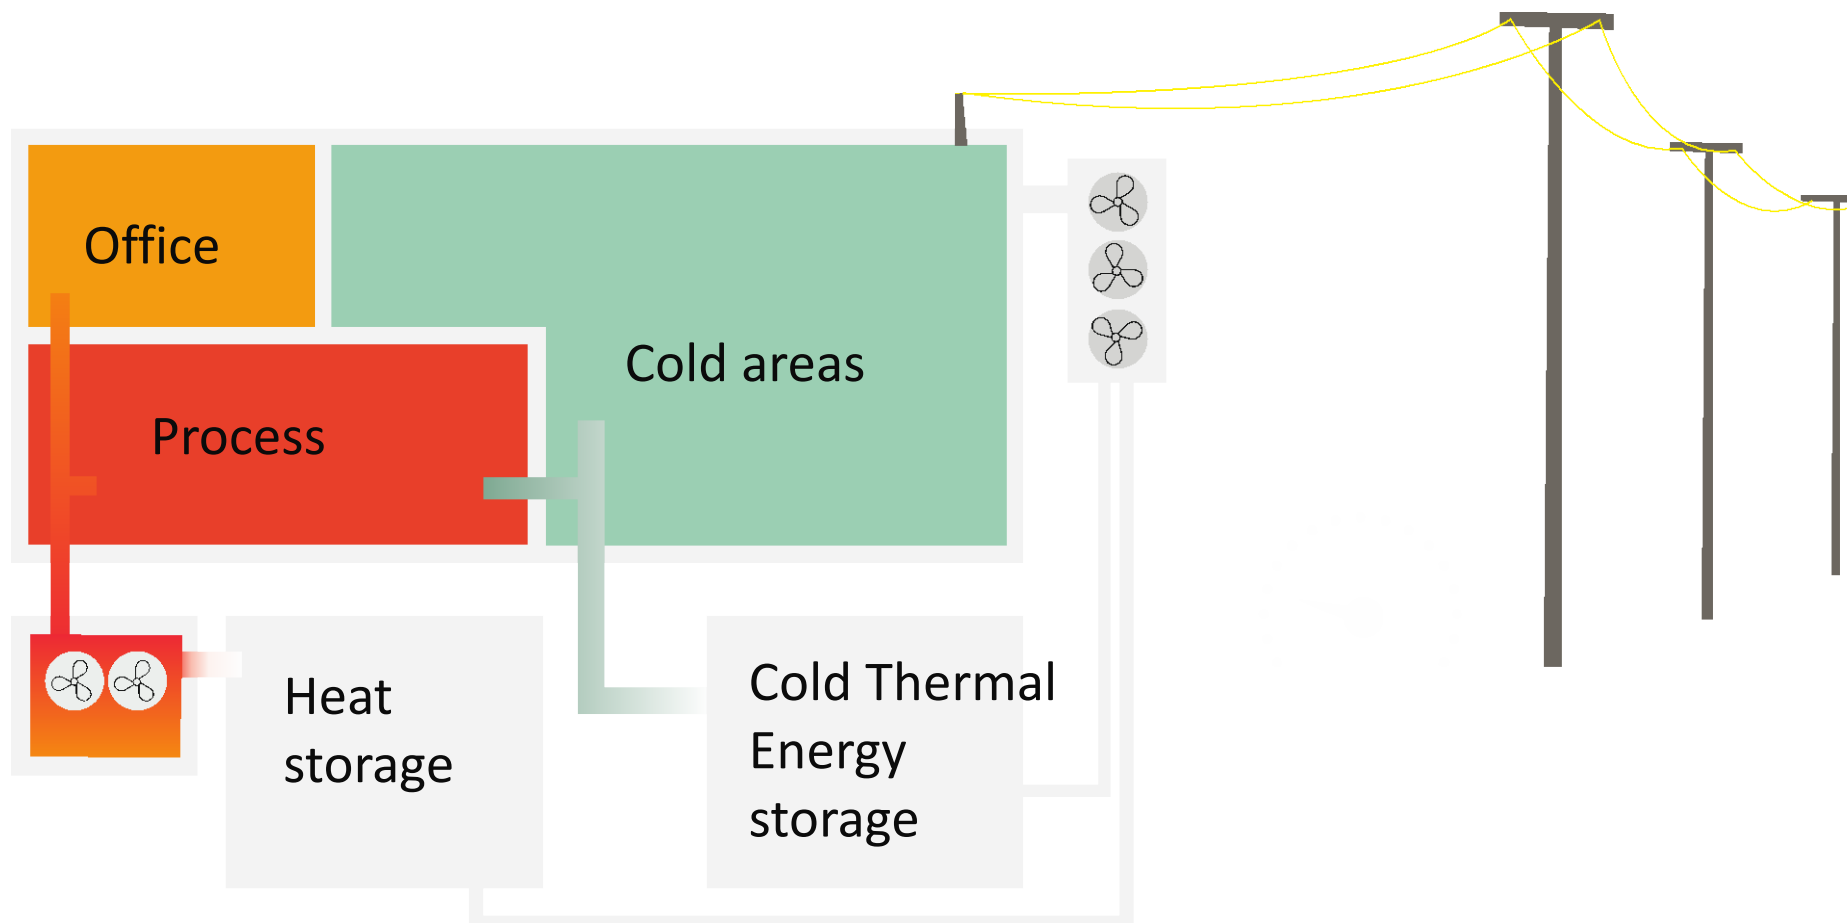 Office
Cold areas
Process
Heat
storage
Cold Thermal
Energy
storage